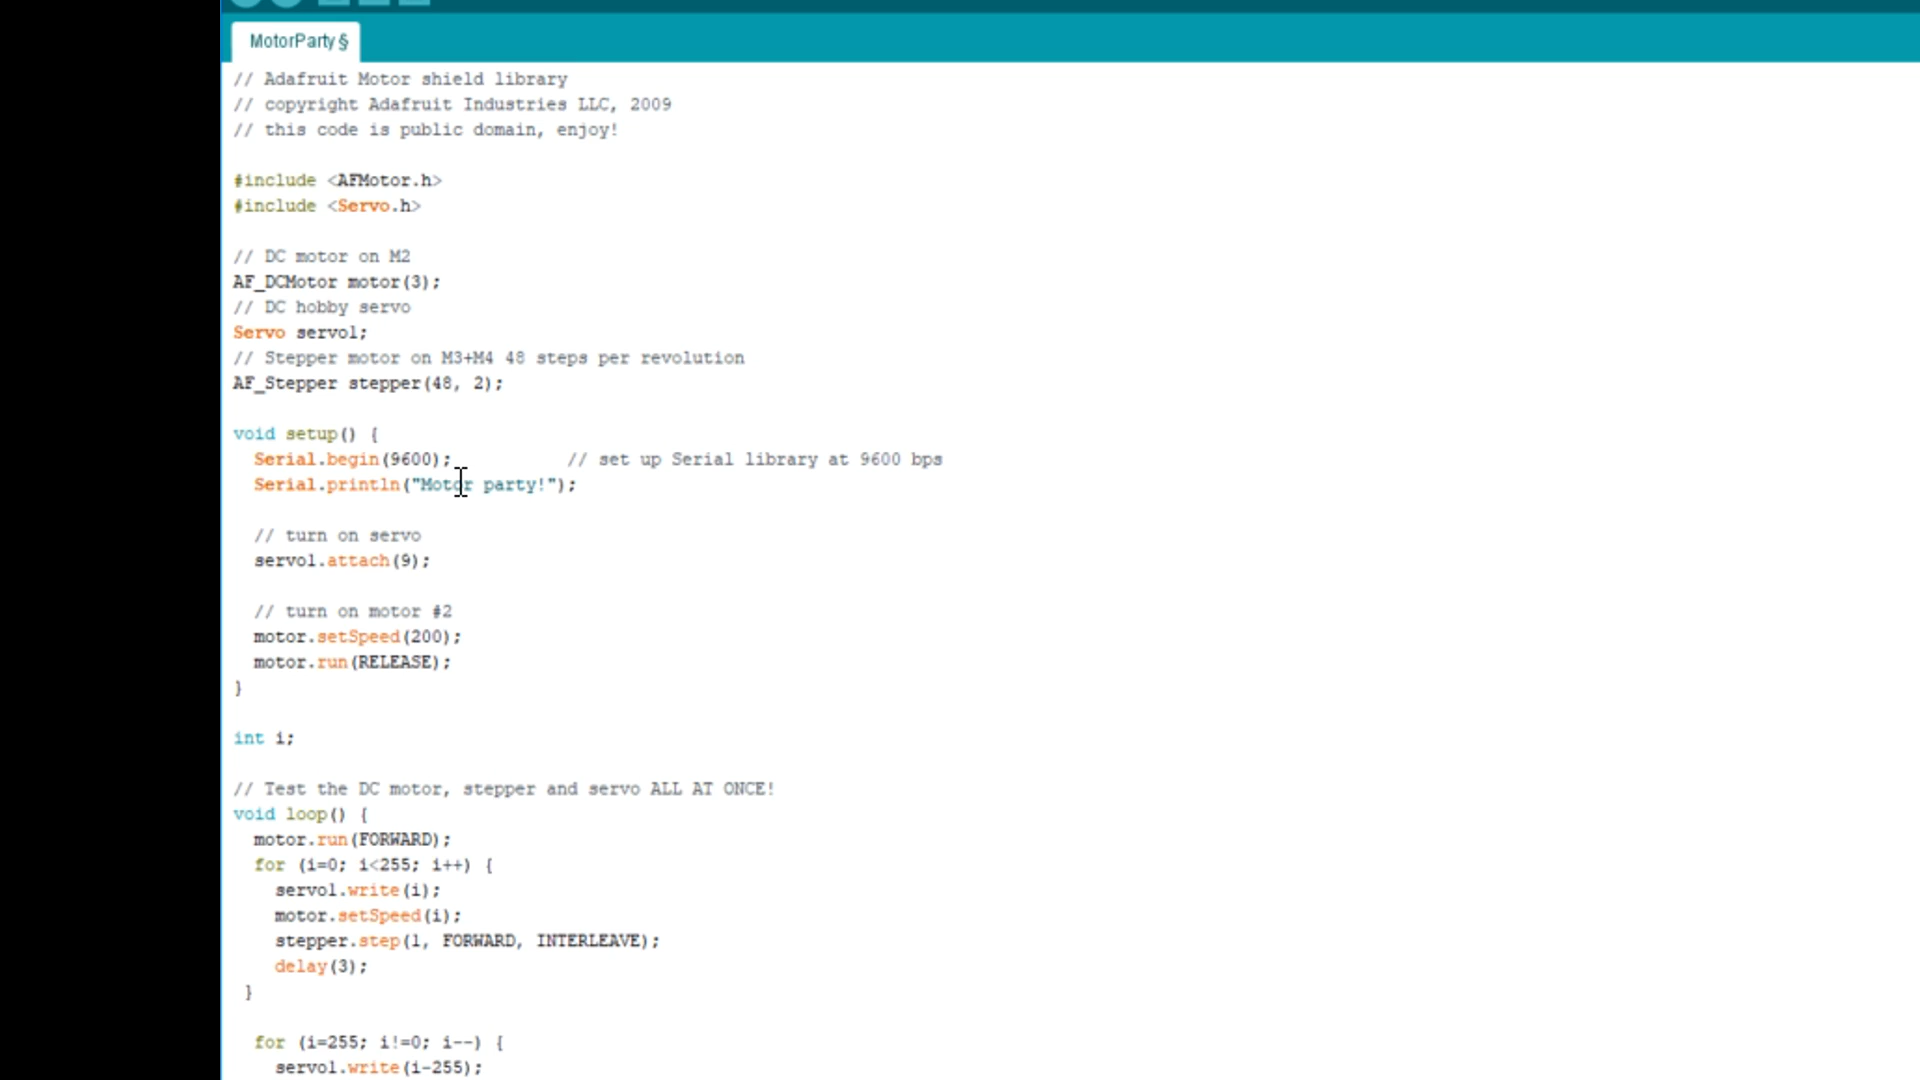 MotorParty §
// Adafruit Motor shield library
// copyright Adafruit Industries LLC, 2009
// this code is public domain, enjoy!
#include <AFMotor.h>
#include <Servo.h>
// DC motor on M2
AF_DCMotor motor(3);
// DC hobby servo
Servo servo1;
// Stepper motor on M3+M4 48 steps per revolution
AF_Stepper stepper(48, 2);
void setup() {
  Serial.begin(9600);           // set up Serial library at 9600 bps
  Serial.println("Motor party!");
  // turn on servo
  servo1.attach(9);
  // turn on motor #2
  motor.setSpeed(200);
  motor.run(RELEASE);
}
int i;
// Test the DC motor, stepper and servo ALL AT ONCE!
void loop() {
  motor.run(FORWARD);
  for (i=0; i<255; i++) {
    servo1.write(i);
    motor.setSpeed(i);
    stepper.step(1, FORWARD, INTERLEAVE);
    delay(3);
 }
  for (i=255; i!=0; i--) {
    servo1.write(i-255);